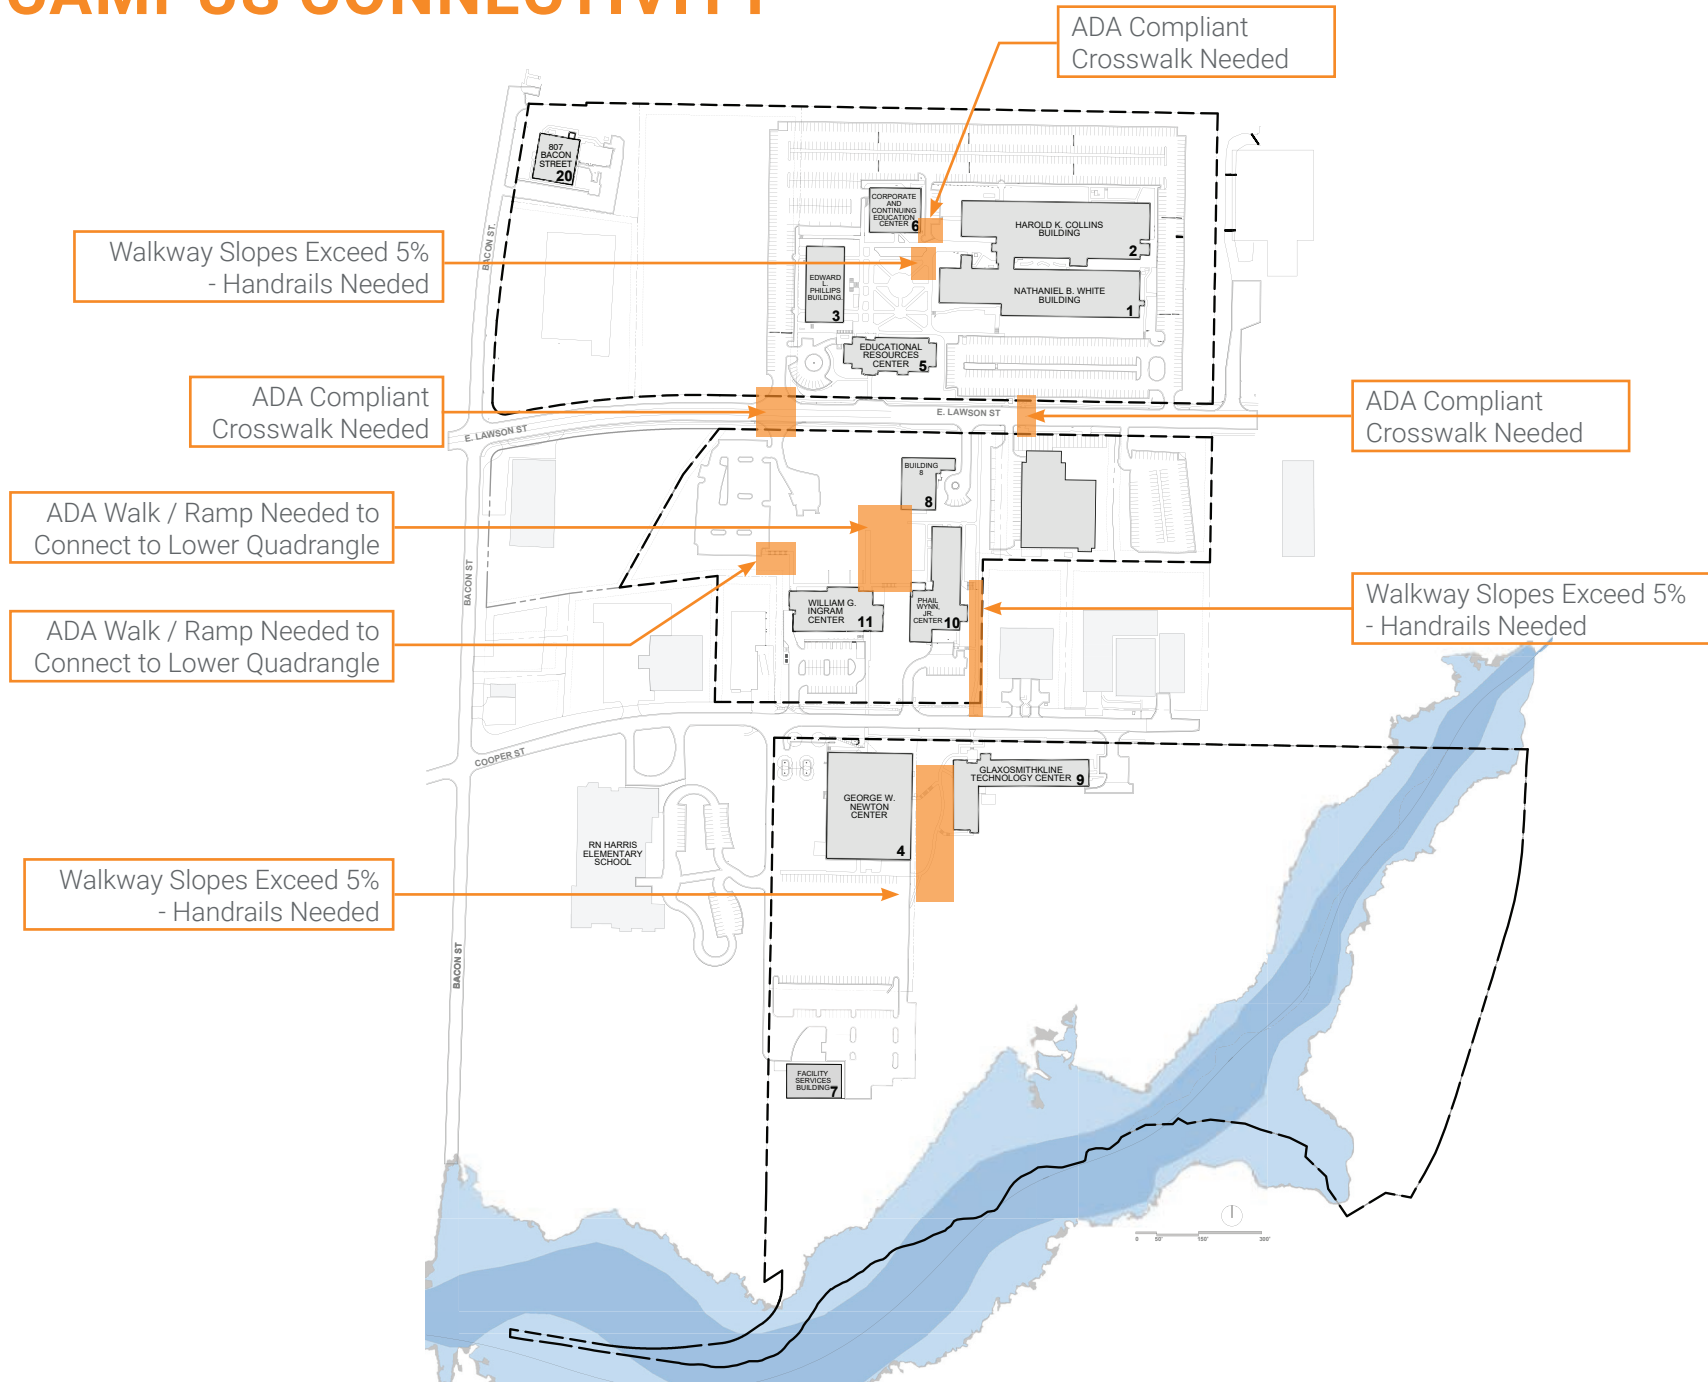 CAMPUS CONNECTIVITY
ADA Compliant
Crosswalk Needed
807
BACON
STREET
20
CORPORATE
AND
CONTINUING
EDUCATION
CENTER
6
HAROLD K. COLLINS
BUILDING
2
Walkway Slopes Exceed 5%
- Handrails Needed
BACON ST.
EDWARD
L.
PHILLIPS
BUILDING
3
NATHANIEL B. WHITE
BUILDING
1
EDUCATIONAL
RESOURCES
CENTER
5
ADA Compliant
Crosswalk Needed
E. LAWSON ST
E. LAWSON ST
ADA Compliant
Crosswalk Needed
BUILDING
8
8
ADA Walk / Ramp Needed to
Connect to Lower Quadrangle
BACON ST
WILLIAM G.
INGRAM
CENTER
11
PHAIL
WYNN,
JR.
CENTER
10
Walkway Slopes Exceed 5%
- Handrails Needed
ADA Walk / Ramp Needed to
Connect to Lower Quadrangle
COOPER ST
GLAXOSMITHKLINE
TECHNOLOGY CENTER
9
GEORGE W.
NEWTON
CENTER
4
RN HARRIS
ELEMENTARY
SCHOOL
Walkway Slopes Exceed 5%
- Handrails Needed
BACON ST
FACILITY
SERVICES
BUILDING
7
0 50' 150' 300'